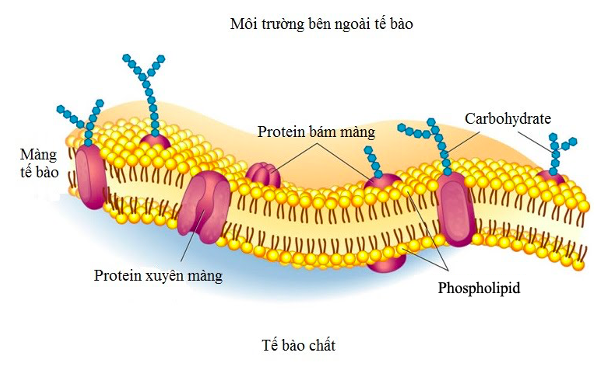 Môi trường bên ngoài tế bào
Carbohydrate
Protein bám màng
Màng
tế bào
Protein xuyên màng
Phospholipid
Tế bào chất